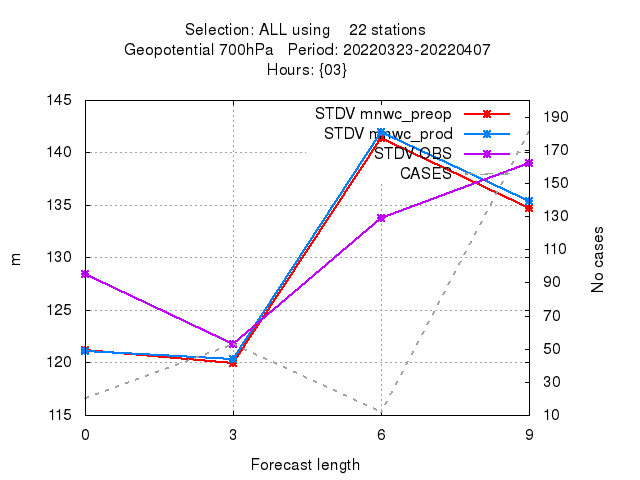 Selection: ALL using 22 stations
Geopotential 700hPa Period: 20220323-20220407
Hours: {03}
STDV mnwc_preop
STDV mnwc_prod
STDV OBS
CASES
145
140
135
130
125
120
115
190
170
150
130
110
90
70
50
30
10
m
No cases
0 3 6 9
Forecast length